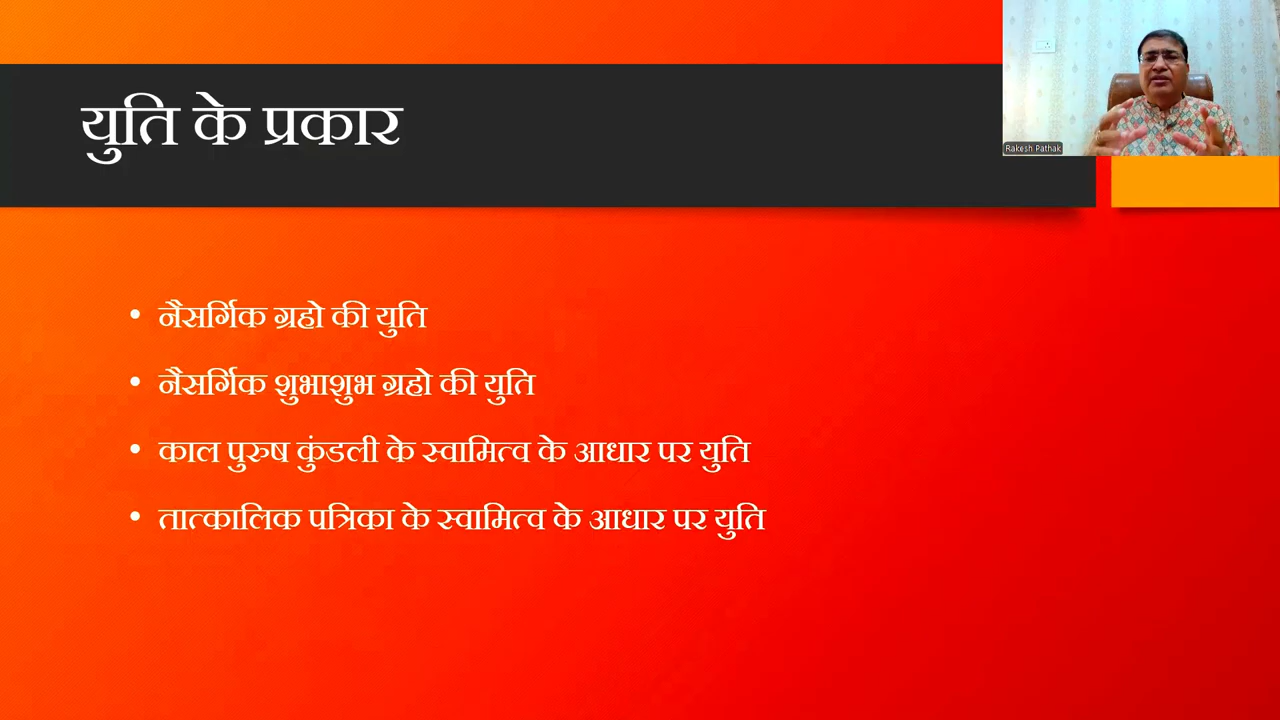 युति के प्रकार
Rakesh Pathak
• नैसर्गिक ग्रहो की युति
• नैसर्गिक शुभाशुभ ग्रहो की युति
• काल पुरुष कुंडली के स्वामित्व के आधार पर युति
• तात्कालिक पत्रिका के स्वामित्व के आधार पर युति